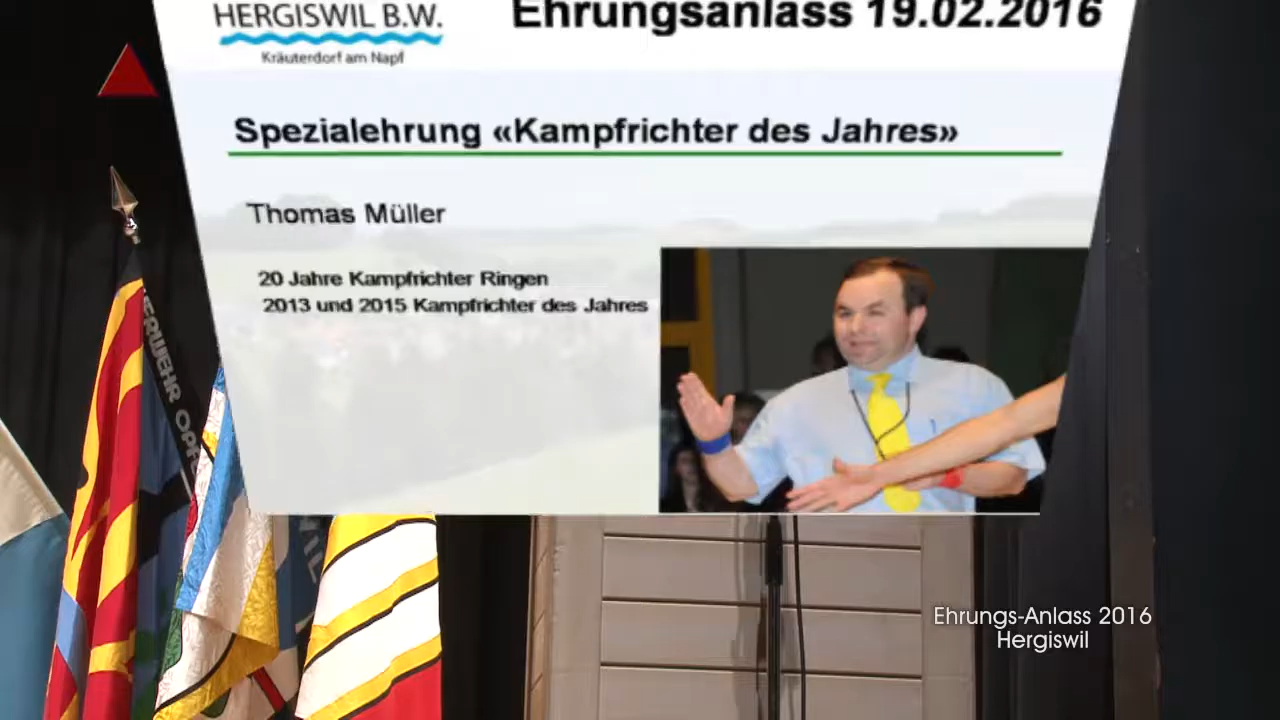 HERGISWIL B.W.
Kräuterdorf am Napf
Ehrungsanlass 19.02.2016
Spezialehrung «Kampfrichter des Jahres»
Thomas Müller
20 Jahre Kampfrichter Ringen
2013 und 2015 Kampfrichter des Jahres
Ehrungs-Anlass 2016
Hergiswil